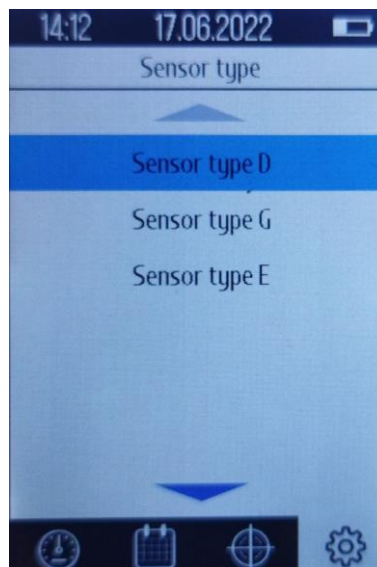 14:12 17.06.2022
Sensor type
Sensor type D
Sensor type G
Sensor type E